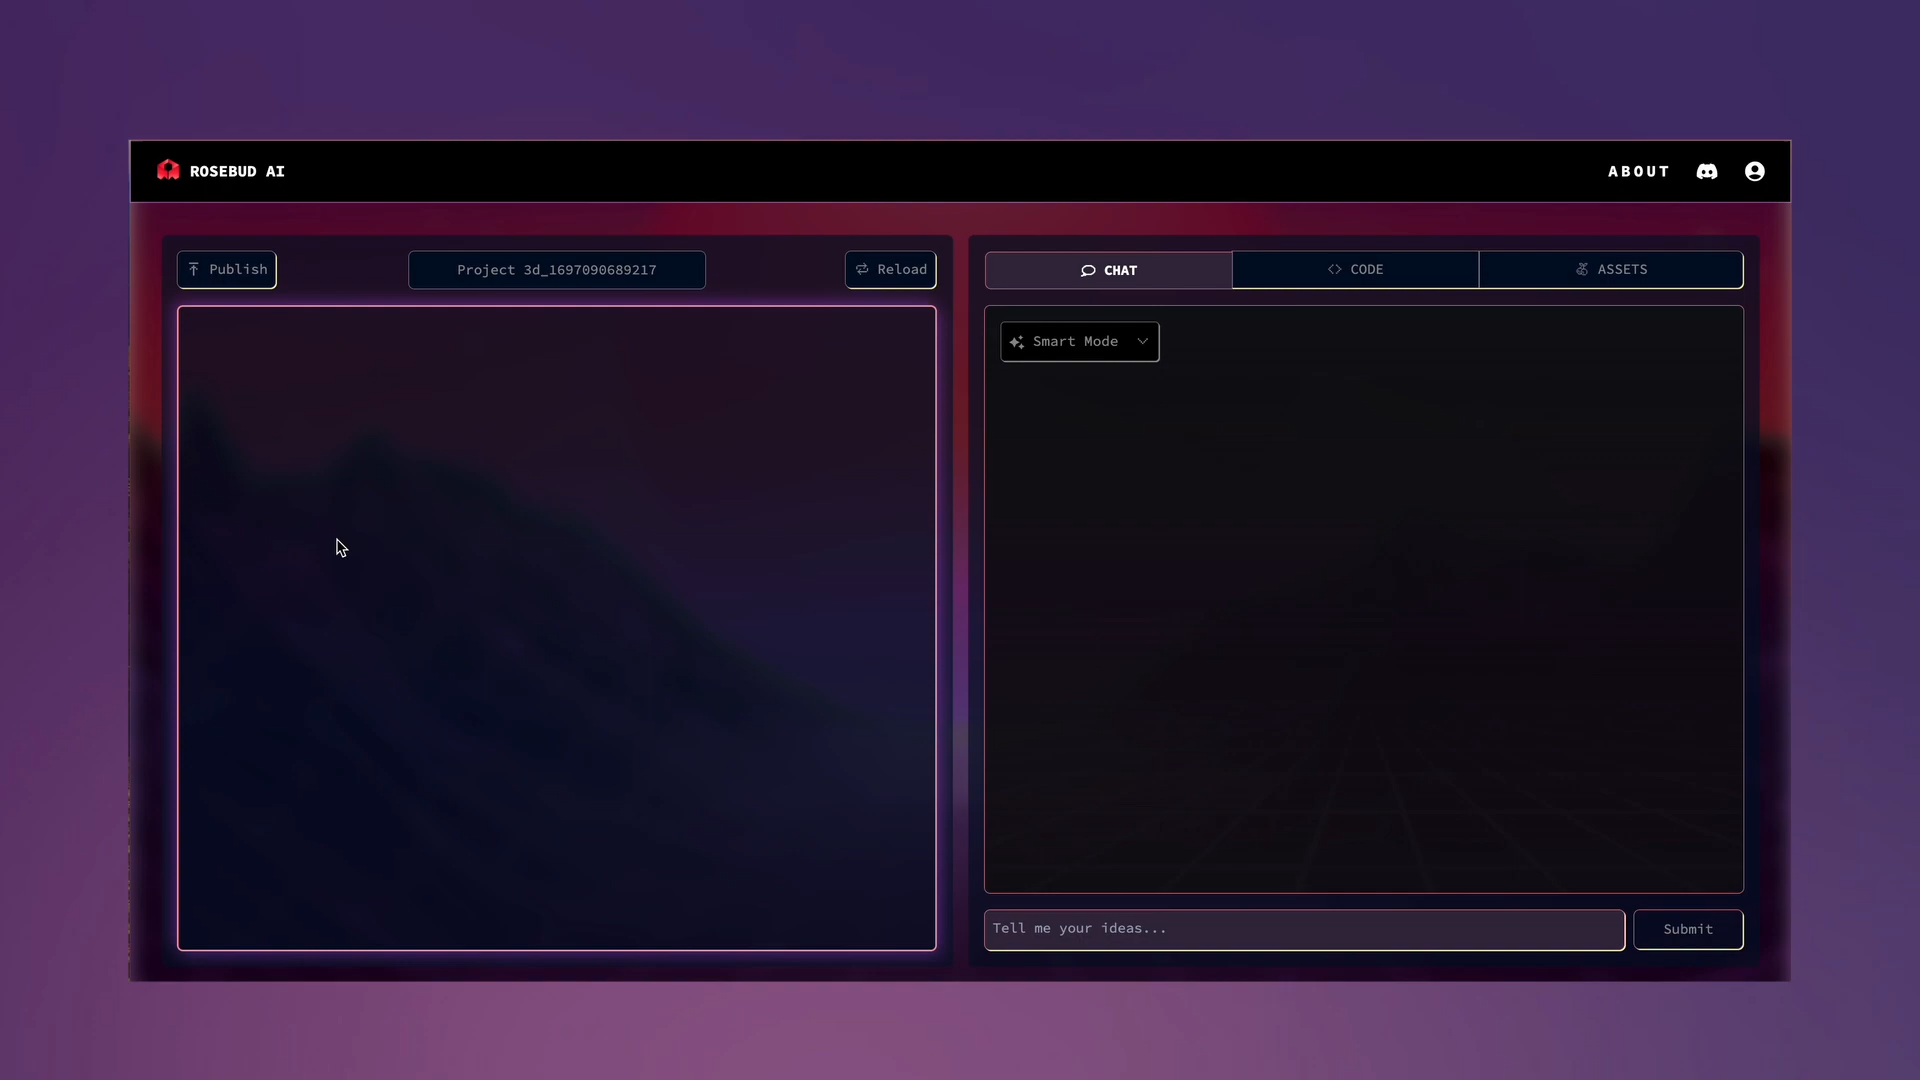 ROSEBUD AI
ABOUT
Publish
Project 3d_1697090689217
Reload
CHAT
<> CODE
ASSETS
Smart Mode
Tell me your ideas...
Submit